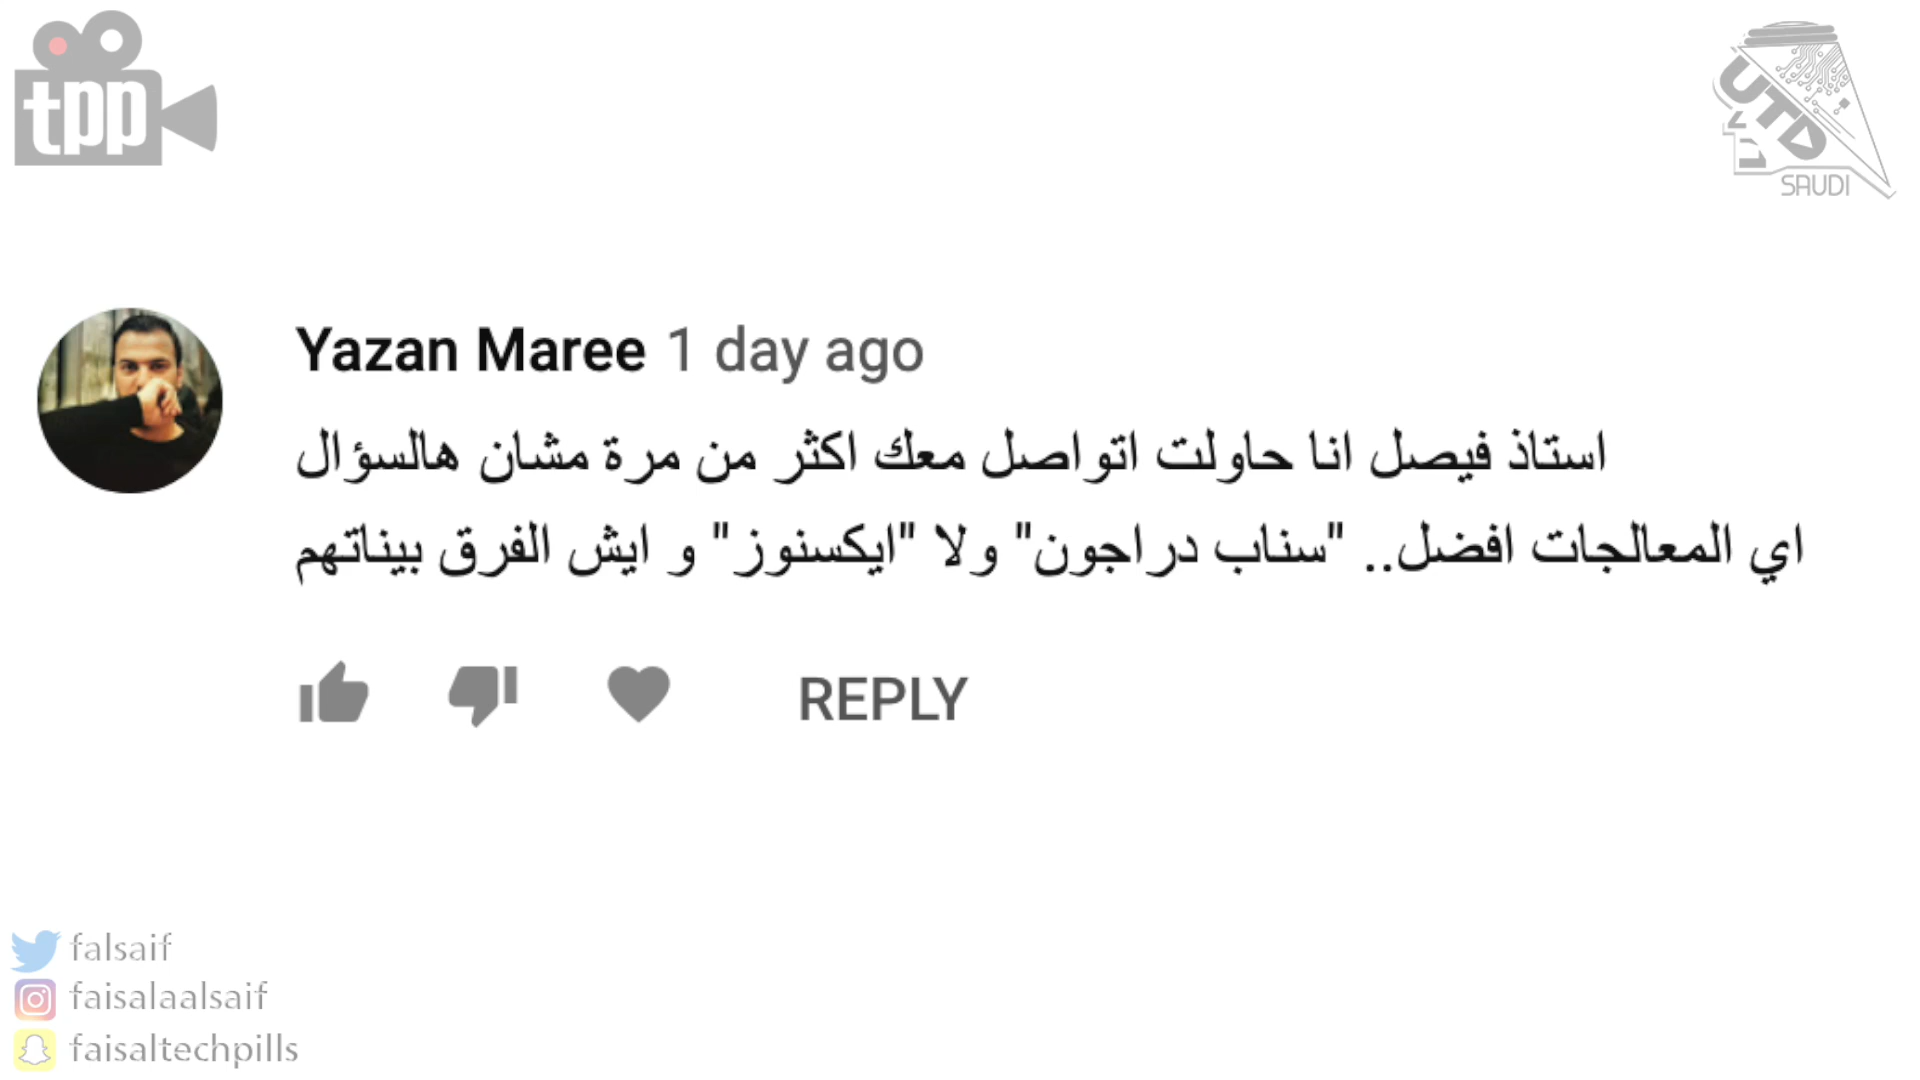 tpp
UTD
SAUDI
Yazan Maree 1 day ago
استاذ فيصل انا حاولت اتواصل معك اكثر من مرة مشان هالسؤال
اي المعالجات افضل.. "سناب دراجون" ولا "ايكسنوز" و ايش الفرق بيناتهم
REPLY
falsaif
faisalaalsaif
faisaltechpills